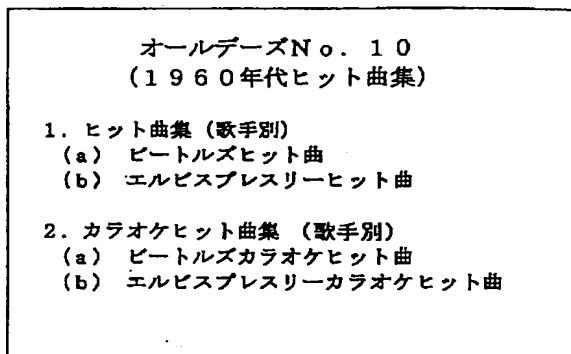 オールデーズNo.10
(1960年代ヒット曲集)
1.ヒット曲集(歌手別)
(a) ビートルズヒット曲
(b) エルビスプレスリーヒット曲
2.カラオケヒット曲集 (歌手別)
(a) ビートルズカラオケヒット曲
(b) エルビスプレスリーカラオケヒット曲